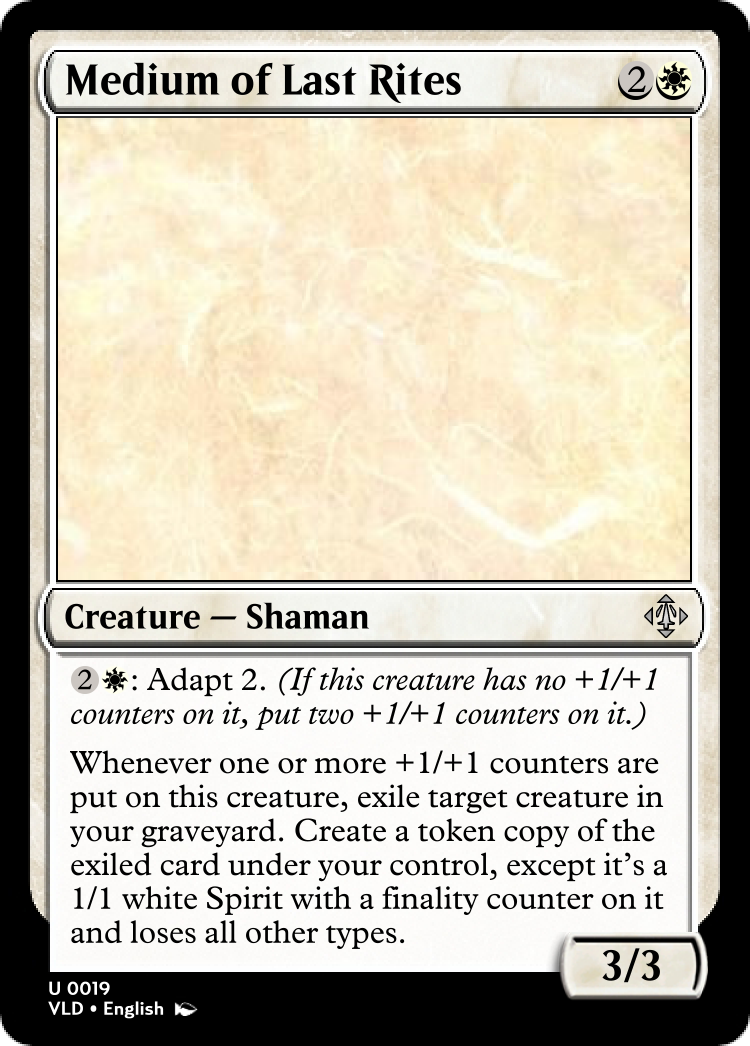 Medium of Last Rites 2
Creature — Shaman
2: Adapt 2. (If this creature has no +1/+1
counters on it, put two +1/+1 counters on it.)
Whenever one or more +1/+1 counters are
put on this creature, exile target creature in
your graveyard. Create a token copy of the
exiled card under your control, except it's a
1/1 white Spirit with a finality counter on it
and loses all other types.
3/3
U 0019
VLD • English